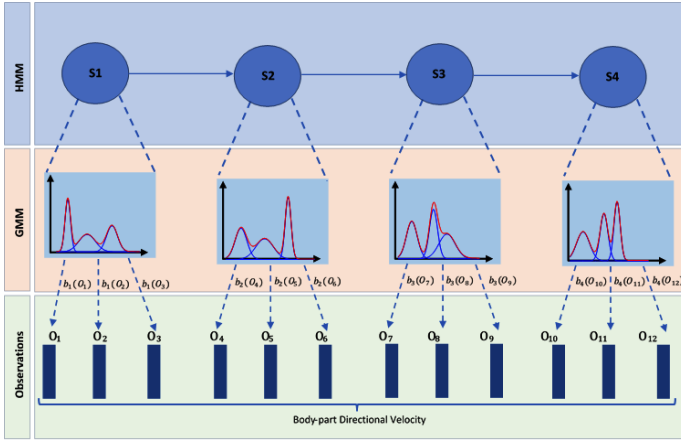 HMM
S1
S2
S3
S4
GMM
b₁(O₁) b₁(O₂) b₁(O₃)
b₂(O₄) b₂(O₅) b₂(O₆)
b₃(O₇) b₃(O₈) b₃(O₉)
b₄(O₁₀) b₄(O₁₁) b₄(O₁₂)
Observations
O₁ O₂ O₃ O₄ O₅ O₆ O₇ O₈ O₉ O₁₀ O₁₁ O₁₂
Body-part Directional Velocity